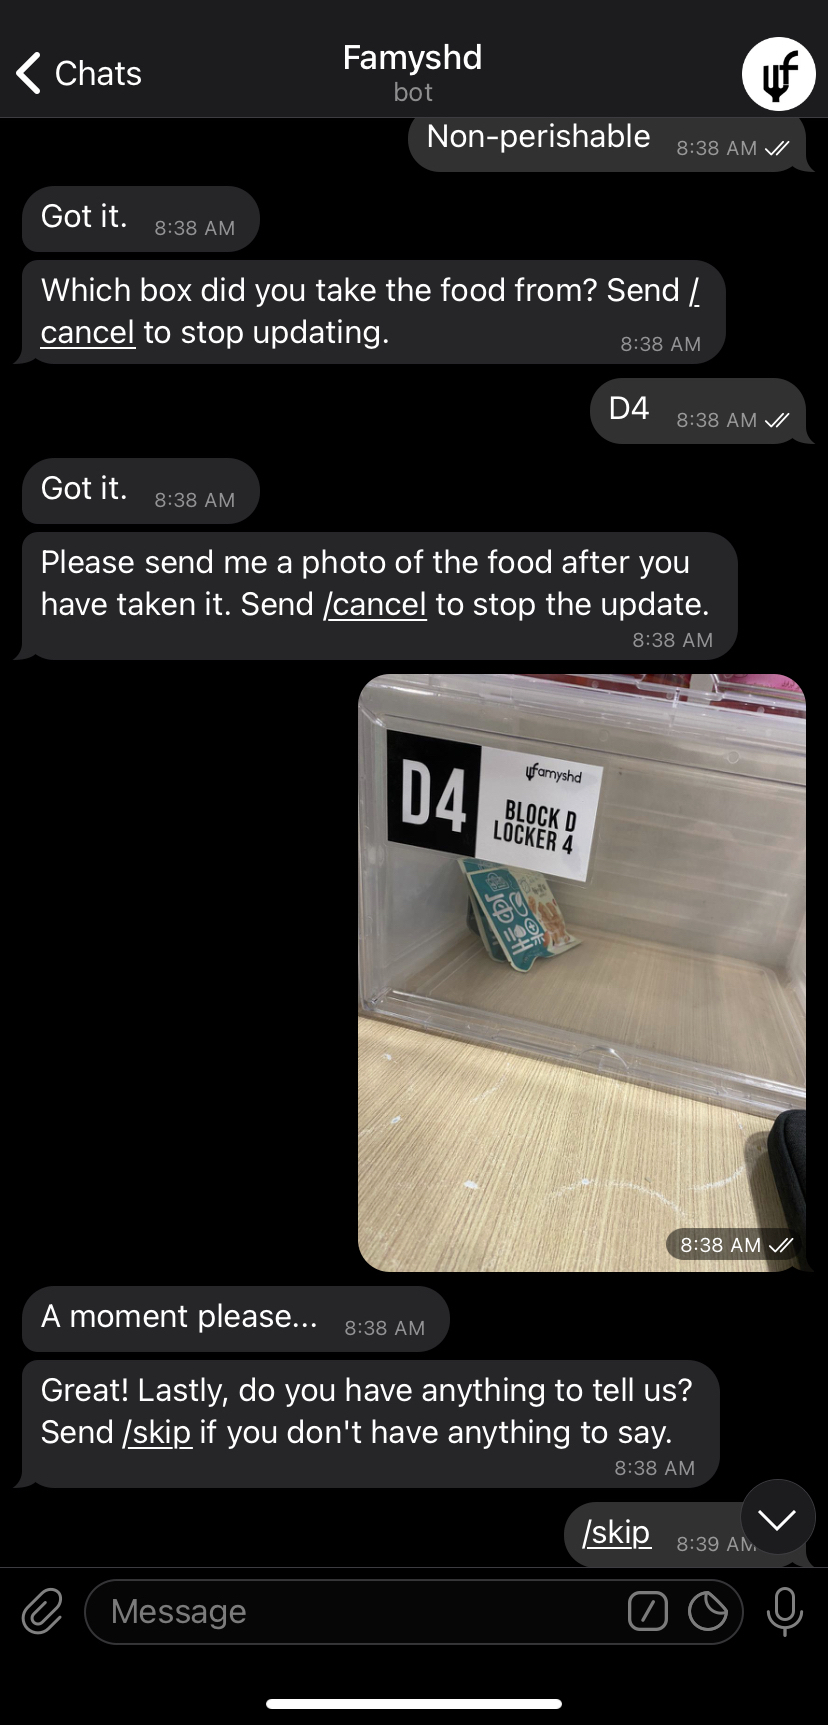 Chats
Famyshd
bot
Non-perishable 8:38 AM
Got it. 8:38 AM
Which box did you take the food from? Send /
cancel to stop updating.
8:38 AM
D4 8:38 AM
Got it. 8:38 AM
Please send me a photo of the food after you
have taken it. Send /cancel to stop the update.
8:38 AM
D4
famyshd
BLOCK D
LOCKER 4
8:38 AM
A moment please... 8:38 AM
Great! Lastly, do you have anything to tell us?
Send /skip if you don't have anything to say.
8:38 AM
/skip 8:39 AM
Message